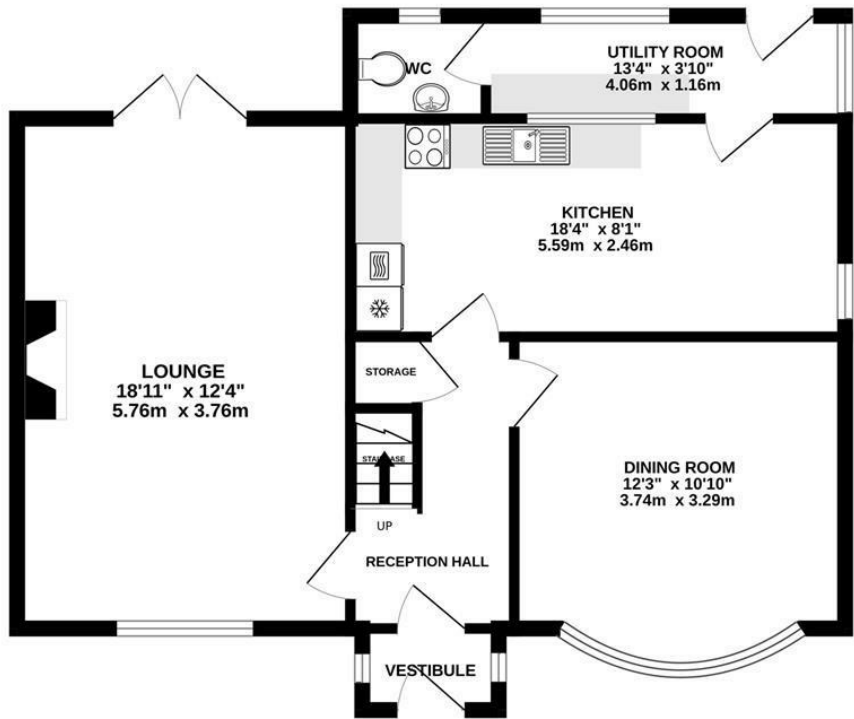 WC
UTILITY ROOM
13'4" x 3'10"
4.06m x 1.16m
KITCHEN
18'4" x 8'1"
5.59m x 2.46m
LOUNGE
18'11" x 12'4"
5.76m x 3.76m
STORAGE
STAIRCASE
UP
DINING ROOM
12'3" x 10'10"
3.74m x 3.29m
RECEPTION HALL
VESTIBULE